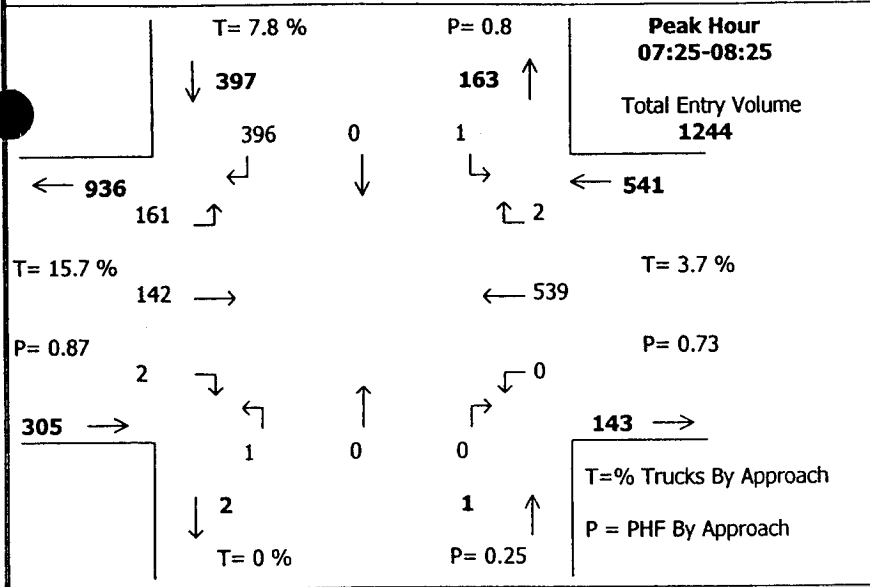 T= 7.8 %
P= 0.8
Peak Hour
07:25-08:25
397
163
Total Entry Volume
1244
396
0
1
936
541
161
2
T= 15.7 %
T= 3.7 %
142
539
P= 0.87
P= 0.73
2
0
305
143
1
0
0
T=% Trucks By Approach
2
1
P = PHF By Approach
T= 0 %
P= 0.25